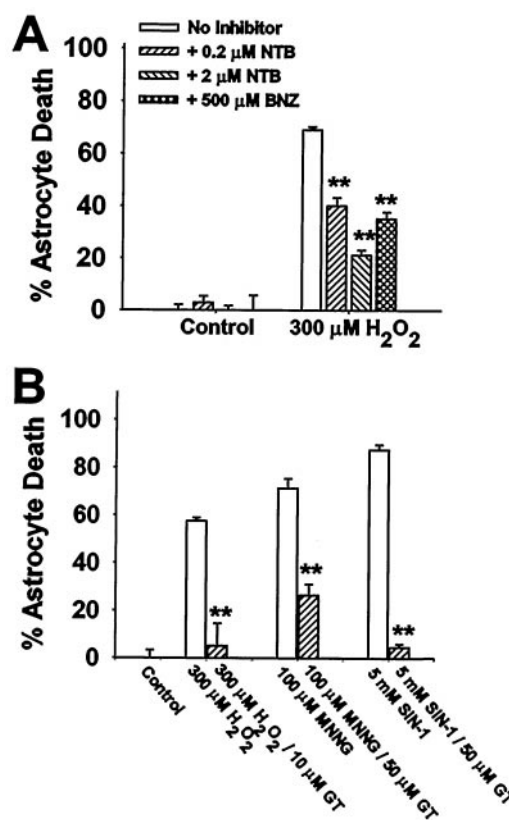 A
No Inhibitor
+ 0.2 μM NTB
+ 2 μM NTB
+ 500 μM BNZ
% Astrocyte Death
100
80
60
40
20
0
**
**
**
Control
300 μM H₂O₂
B
% Astrocyte Death
100
80
60
40
20
0
**
**
**
Control
300 μM H₂O₂
300 μM H₂O₂ / 10 μM GT
100 μM MNNG
100 μM MNNG / 50 μM GT
5 mM SIN-1
5 mM SIN-1 / 50 μM GT